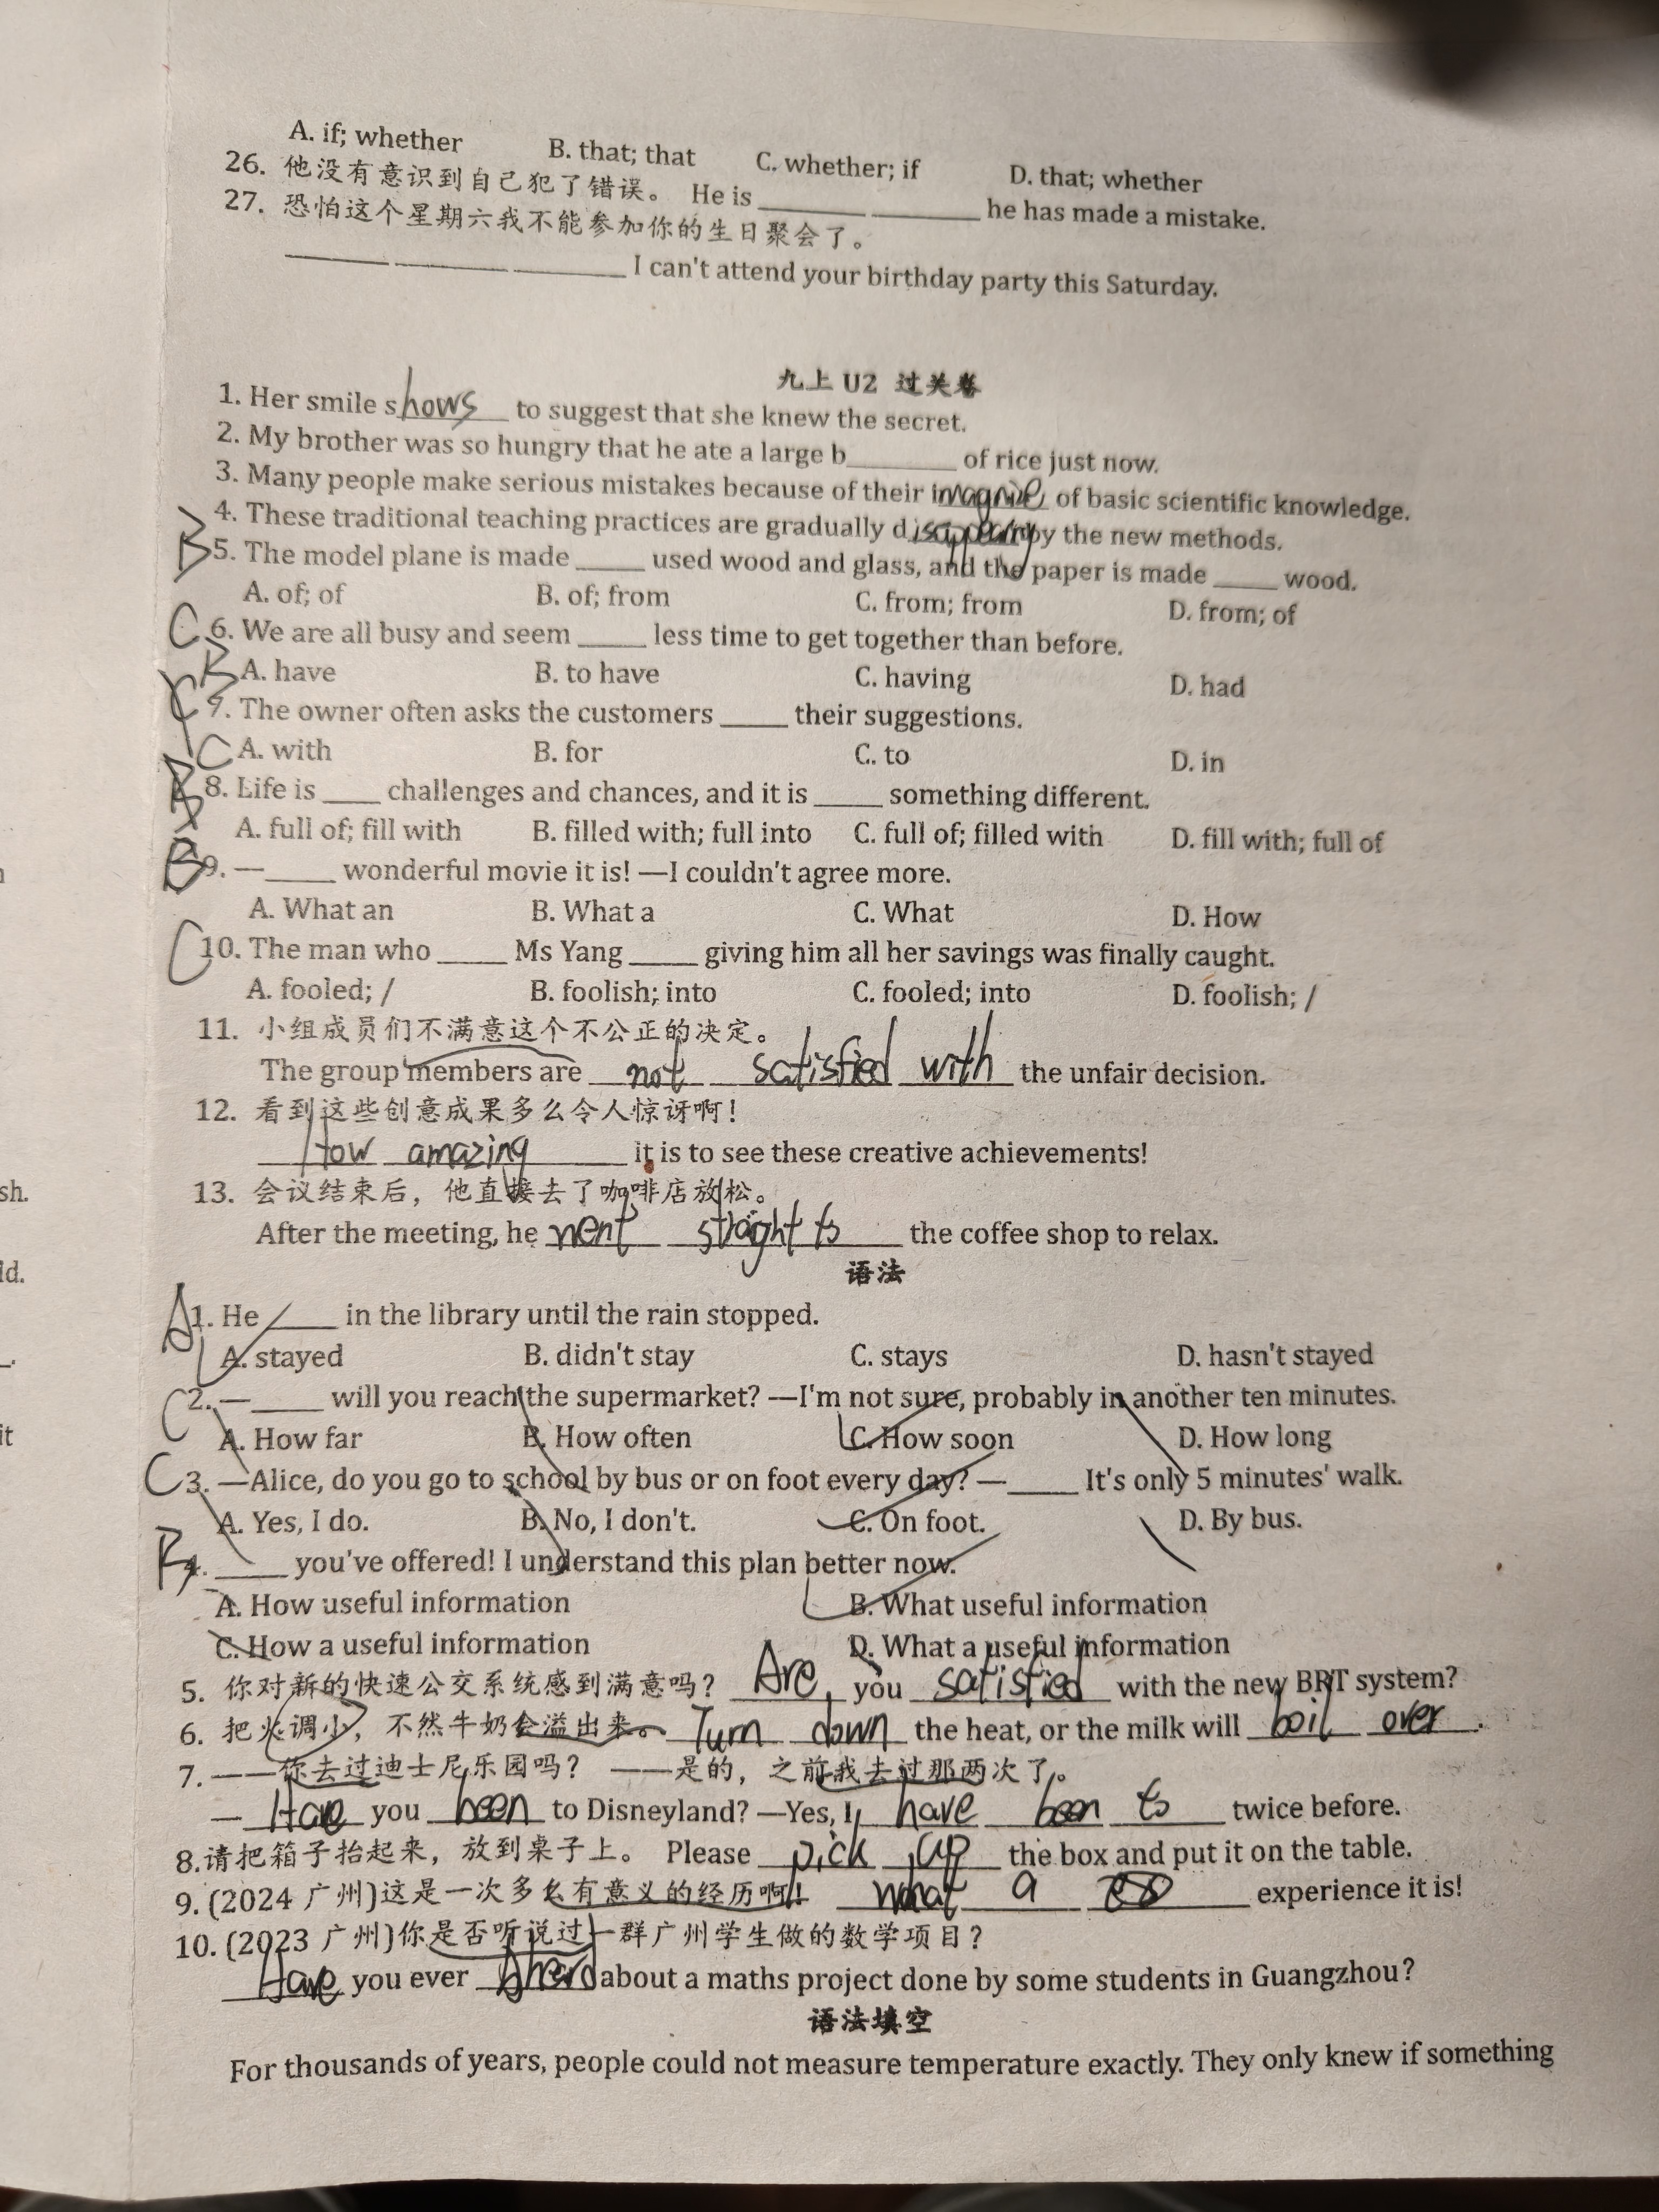 A. if; whether B. that; that C. whether; if D. that; whether
26. 他没有意识到自己犯了错误。 He is ______ ______ he has made a mistake.
27. 恐怕这个星期六我不能参加你的生日聚会了。
______ ______ ______ I can't attend your birthday party this Saturday.
九上 U2 过关卷
1. Her smile shows to suggest that she knew the secret.
2. My brother was so hungry that he ate a large b______ of rice just now.
3. Many people make serious mistakes because of their i of basic scientific knowledge.
4. These traditional teaching practices are gradually d by the new methods.
B 5. The model plane is made ____ used wood and glass, and the paper is made ____ wood.
A. of; of B. of; from C. from; from D. from; of
C 6. We are all busy and seem ____ less time to get together than before.
B A. have B. to have C. having D. had
C 7. The owner often asks the customers ____ their suggestions.
C A. with B. for C. to D. in
8. Life is ____ challenges and chances, and it is ____ something different.
A. full of; fill with B. filled with; full into C. full of; filled with D. fill with; full of
B 9. —____ wonderful movie it is! —I couldn't agree more.
A. What an B. What a C. What D. How
C 10. The man who ____ Ms Yang ____ giving him all her savings was finally caught.
A. fooled; / B. foolish; into C. fooled; into D. foolish; /
11. 小组成员们不满意这个不公正的决定。
The group members are not satisfied with the unfair decision.
12. 看到这些创意成果多么令人惊讶啊！
How amazing it is to see these creative achievements!
13. 会议结束后，他直接去了咖啡店放松。
After the meeting, he went to the coffee shop to relax.
语法
A 1. He ____ in the library until the rain stopped.
A. stayed B. didn't stay C. stays D. hasn't stayed
C 2. —____ will you reach the supermarket? —I'm not sure, probably in another ten minutes.
A. How far B. How often C. How soon D. How long
C 3. —Alice, do you go to school by bus or on foot every day? —____ It's only 5 minutes' walk.
A. Yes, I do. B. No, I don't. C. On foot. D. By bus.
B 4. ____ you've offered! I understand this plan better now.
A. How useful information B. What useful information
C. How a useful information D. What a useful information
5. 你对新的快速公交系统感到满意吗？ Are you satisfied with the new BRT system?
6. 把火调小，不然牛奶会溢出来。 Turn down the heat, or the milk will boil over.
7. ——你去过迪士尼乐园吗？ ——是的，之前我去过那两次了。
— Have you been to Disneyland? —Yes, I have been to twice before.
8. 请把箱子抬起来，放到桌子上。 Please pick up the box and put it on the table.
9. (2024 广州)这是一次多么有意义的经历啊！ What a experience it is!
10. (2023 广州)你是否听说过一群广州学生做的数学项目？
Have you ever about a maths project done by some students in Guangzhou?
语法填空
For thousands of years, people could not measure temperature exactly. They only knew if something
sh.
ld.
it